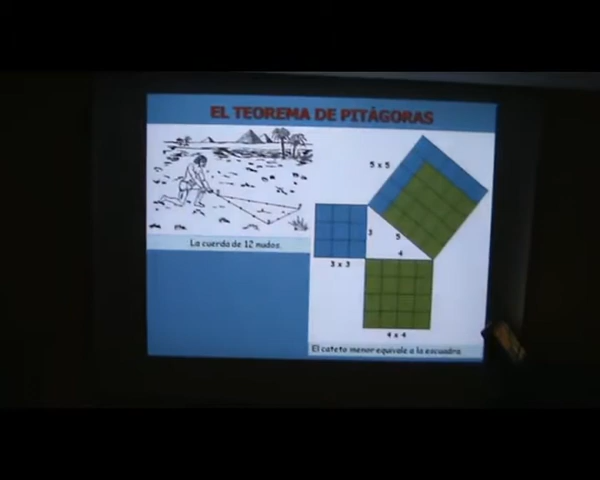 EL TEOREMA DE PITÁGORAS
5 x 5
3
5
4
3 x 3
La cuerda de 12 nudos.
4 x 4
El cateto menor equivale a la escuadra.